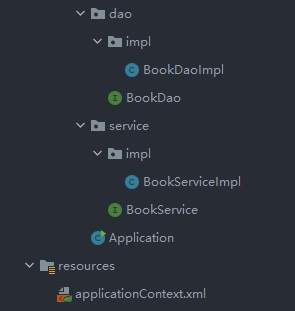 dao
impl
BookDaoImpl
BookDao
service
impl
BookServiceImpl
BookService
Application
resources
applicationContext.xml